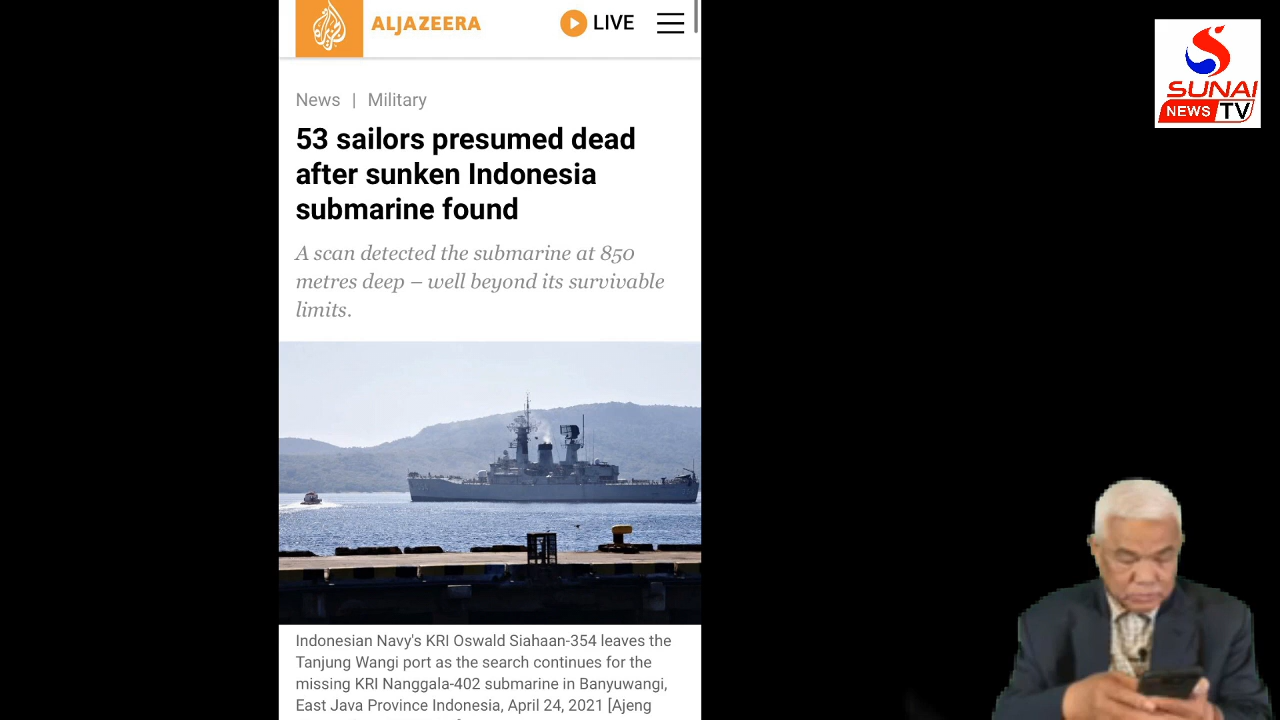 ALJAZEERA
LIVE
News | Military
53 sailors presumed dead
after sunken Indonesia
submarine found
A scan detected the submarine at 850
metres deep – well beyond its survivable
limits.
Indonesian Navy's KRI Oswald Siahaan-354 leaves the
Tanjung Wangi port as the search continues for the
missing KRI Nanggala-402 submarine in Banyuwangi,
East Java Province Indonesia, April 24, 2021 [Ajeng
SUNAI
NEWS TV